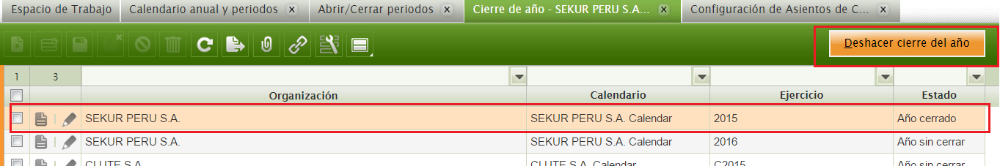 Espacio de Trabajo Calendario anual y periodos Abrir/Cerrar periodos Cierre de año - SEKUR PERU S.A... Configuración de Asientos de C...
Deshacer cierre del año
1 3
Organización Calendario Ejercicio Estado
SEKUR PERU S.A. SEKUR PERU S.A. Calendar 2015 Año cerrado
SEKUR PERU S.A. SEKUR PERU S.A. Calendar 2016 Año sin cerrar
S.A. S.A. Calendar C2015 Año sin cerrar